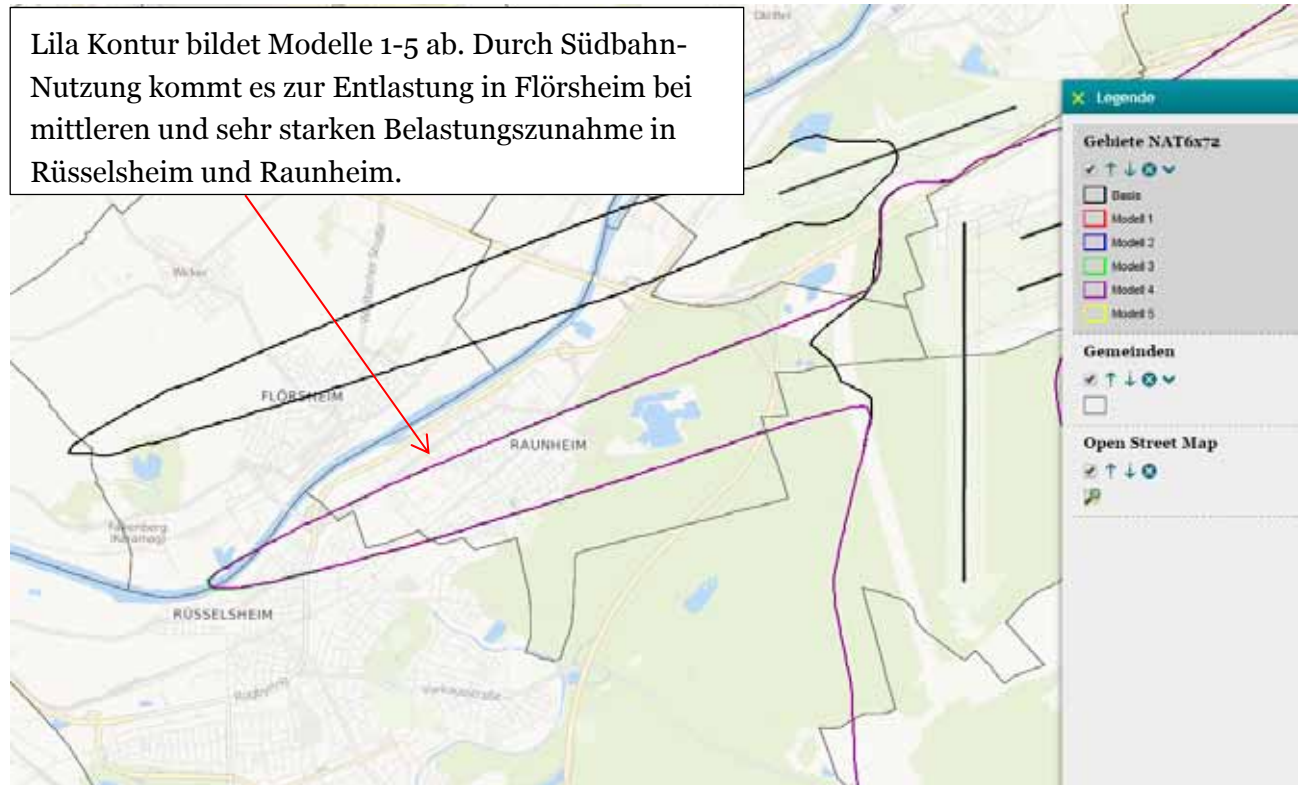 Lila Kontur bildet Modelle 1-5 ab. Durch Südbahn-
Nutzung kommt es zur Entlastung in Flörsheim bei
mittleren und sehr starken Belastungszunahme in
Rüsselsheim und Raunheim.
Legende
Gebiete NAT6x72
Basis
Modell 1
Modell 2
Modell 3
Modell 4
Modell 5
Gemeinden
Open Street Map
Wicker
FLÖRSHEIM
RAUNHEIM
RÜSSELSHEIM